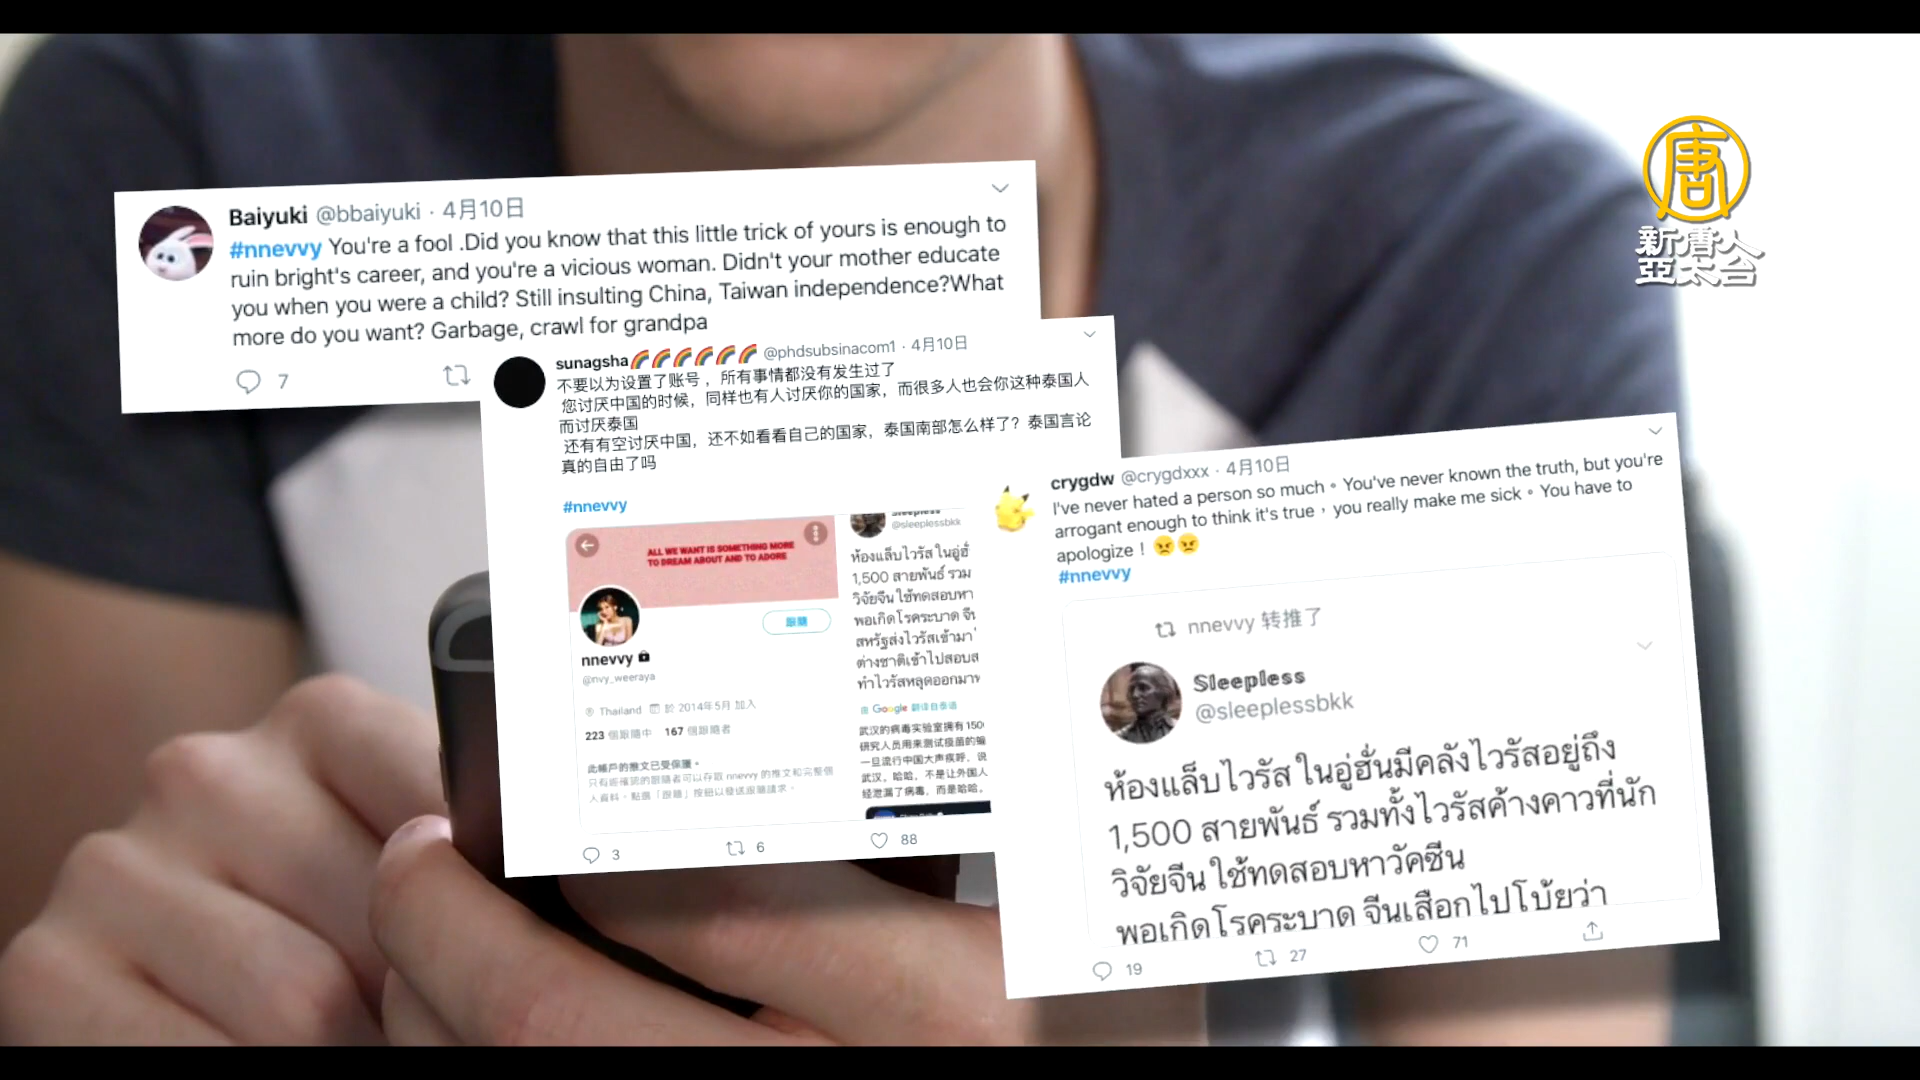 唐
新唐人
亞太台
Baiyuki @bbaiyuki · 4月10日
#nnevvy You're a fool .Did you know that this little trick of yours is enough to
ruin bright's career, and you're a vicious woman. Didn't your mother educate
you when you were a child? Still insulting China, Taiwan independence?What
more do you want? Garbage, crawl for grandpa
7
sunagsha🌈🌈🌈🌈🌈🌈 @phdsubsinacom1 · 4月10日
不要以为设置了账号，所有事情都没有发生过了
您讨厌中国的时候，同样也有人讨厌你的国家，而很多人也会你这种泰国人
而讨厌泰国
还有有空讨厌中国，还不如看看自己的国家，泰国南部怎么样了？泰国言论
真的自由了吗
#nnevvy
ALL WE WANT IS SOMETHING MORE
TO DREAM ABOUT AND TO ADORE
跟隨
nnevvy
@nvy_weeraya
Thailand 於 2014年5月 加入
223 個跟隨中 167 個跟隨者
此帳戶的推文已受保護。
只有經確認的跟隨者可以存取 nnevvy 的推文和完整個
人資料。點選「跟隨」按鈕以發送跟隨請求。
Sleepless
@sleeplessbkk
ห้องแล็บไวรัส ในอู่ฮั่
1,500 สายพันธ์ รวม
วิจัยจีน ใช้ทดสอบหา
พอเกิดโรคระบาด จีน
สหรัฐส่งไวรัสเข้ามา
ต่างชาติเข้าไปสอบส
ทำไวรัสหลุดออกมา
由 Google 翻译自泰语
武汉的病毒实验室拥有150
研究人员用来测试疫苗的蝙
一旦流行中国大声疾呼，说
武汉，哈哈，不是让外国人
经泄漏了病毒，而是哈哈。
3 6 88
crygdw @crygdxxx · 4月10日
I've never hated a person so much。You've never known the truth, but you're
arrogant enough to think it's true，you really make me sick。You have to
apologize！😠😠
#nnevvy
nnevvy 转推了
Sleepless
@sleeplessbkk
ห้องแล็บไวรัส ในอู่ฮั่นมีคลังไวรัสอยู่ถึง
1,500 สายพันธ์ รวมทั้งไวรัสค้างคาวที่นัก
วิจัยจีน ใช้ทดสอบหาวัคซีน
พอเกิดโรคระบาด จีนเสือกไปโบ้ยว่า
19 27 71